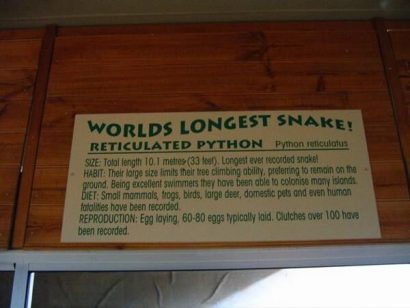 WORLDS LONGEST SNAKE!
RETICULATED PYTHON Python reticulatus
SIZE: Total length 10.1 metres (33 feet). Longest ever recorded snake!
HABIT: Their large size limits their tree climbing ability, preferring to remain on the
ground. Being excellent swimmers they have been able to colonise many islands.
DIET: Small mammals, frogs, birds, large deer, domestic pets and even human
fatalities have been recorded.
REPRODUCTION: Egg laying, 60-80 eggs typically laid. Clutches over 100 have
been recorded.